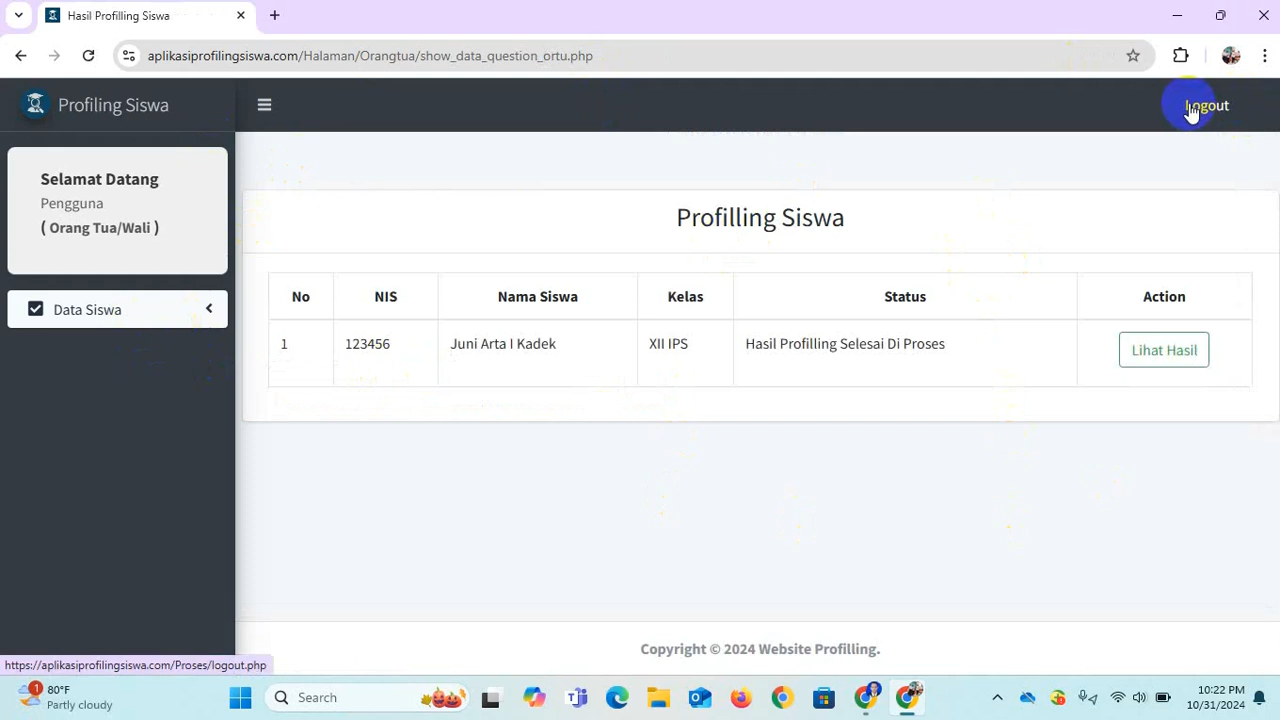 Hasil Profilling Siswa
aplikasiprofilingsiswa.com/Halaman/Orangtua/show_data_question_ortu.php
Profiling Siswa
Logout
Selamat Datang
Pengguna
( Orang Tua/Wali )
Data Siswa
Profilling Siswa
No NIS Nama Siswa Kelas Status Action
1 123456 Juni Arta I Kadek XII IPS Hasil Profilling Selesai Di Proses Lihat Hasil
Copyright © 2024 Website Profilling.
https://aplikasiprofilingsiswa.com/Proses/logout.php
1
80°F
Partly cloudy
Search
10:22 PM
10/31/2024